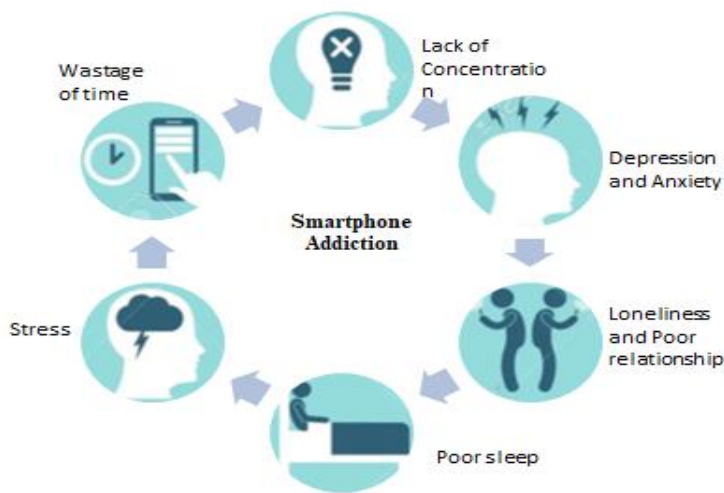 Lack of
Concentratio
n
Wastage
of time
Depression
and Anxiety
Smartphone
Addiction
Loneliness
and Poor
relationship
Stress
Poor sleep